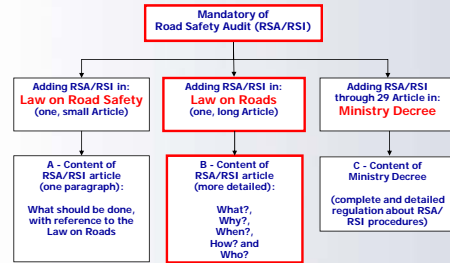 Mandatory of
Road Safety Audit (RSA/RSI)
Adding RSA/RSI in:
Law on Road Safety
(one, small Article)
Adding RSA/RSI in:
Law on Roads
(one, long Article)
Adding RSA/RSI
through 29 Article in:
Ministry Decree
A - Content of
RSA/RSI article
(one paragraph):
What should be done,
with reference to the
Law on Roads
B - Content of
RSA/RSI article
(more detailed):
What?,
Why?,
When?,
How? and
Who?
C - Content of
Ministry Decree
(complete and detailed
regulation about RSA/
RSI procedures)